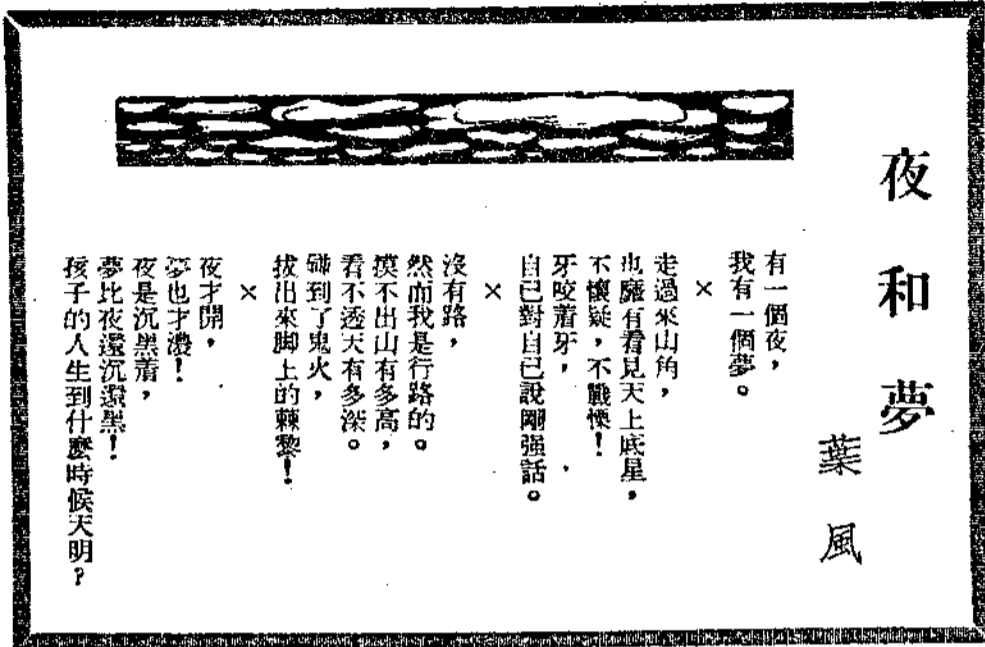 夜和夢
葉風
有一個夜，
我有一個夢。
×
走過來山角，
也龐有看見天上底星，
不懷疑，不戰慄！
牙咬着牙，
自己對自己說剛强話。
×
沒有路，
然而我是行路的。
摸不出山有多高，
看不透天有多深。
碰到了鬼火，
拔出來脚上的棘黎！
×
夜才開，
夢也才濃！
夜是沉黑着，
夢比夜還沉還黑！
孩子的人生到什麼時候天明？